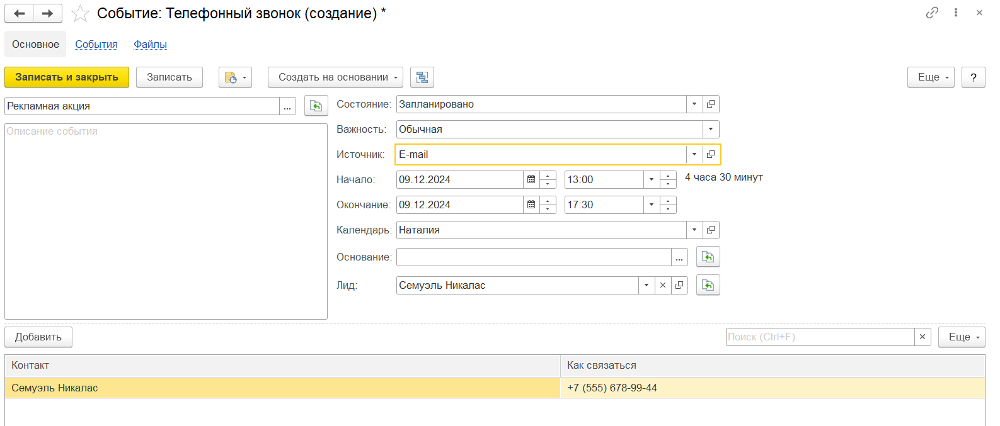 Событие: Телефонный звонок (создание) *
Основное События Файлы
Записать и закрыть Записать Создать на основании Еще ?
Рекламная акция ...
Описание события
Состояние: Запланировано
Важность: Обычная
Источник: E-mail
Начало: 09.12.2024 13:00 4 часа 30 минут
Окончание: 09.12.2024 17:30
Календарь: Наталия
Основание: ...
Лид: Семуэль Никалас
Добавить Поиск (Ctrl+F) Еще
Контакт Как связаться
Семуэль Никалас +7 (555) 678-99-44